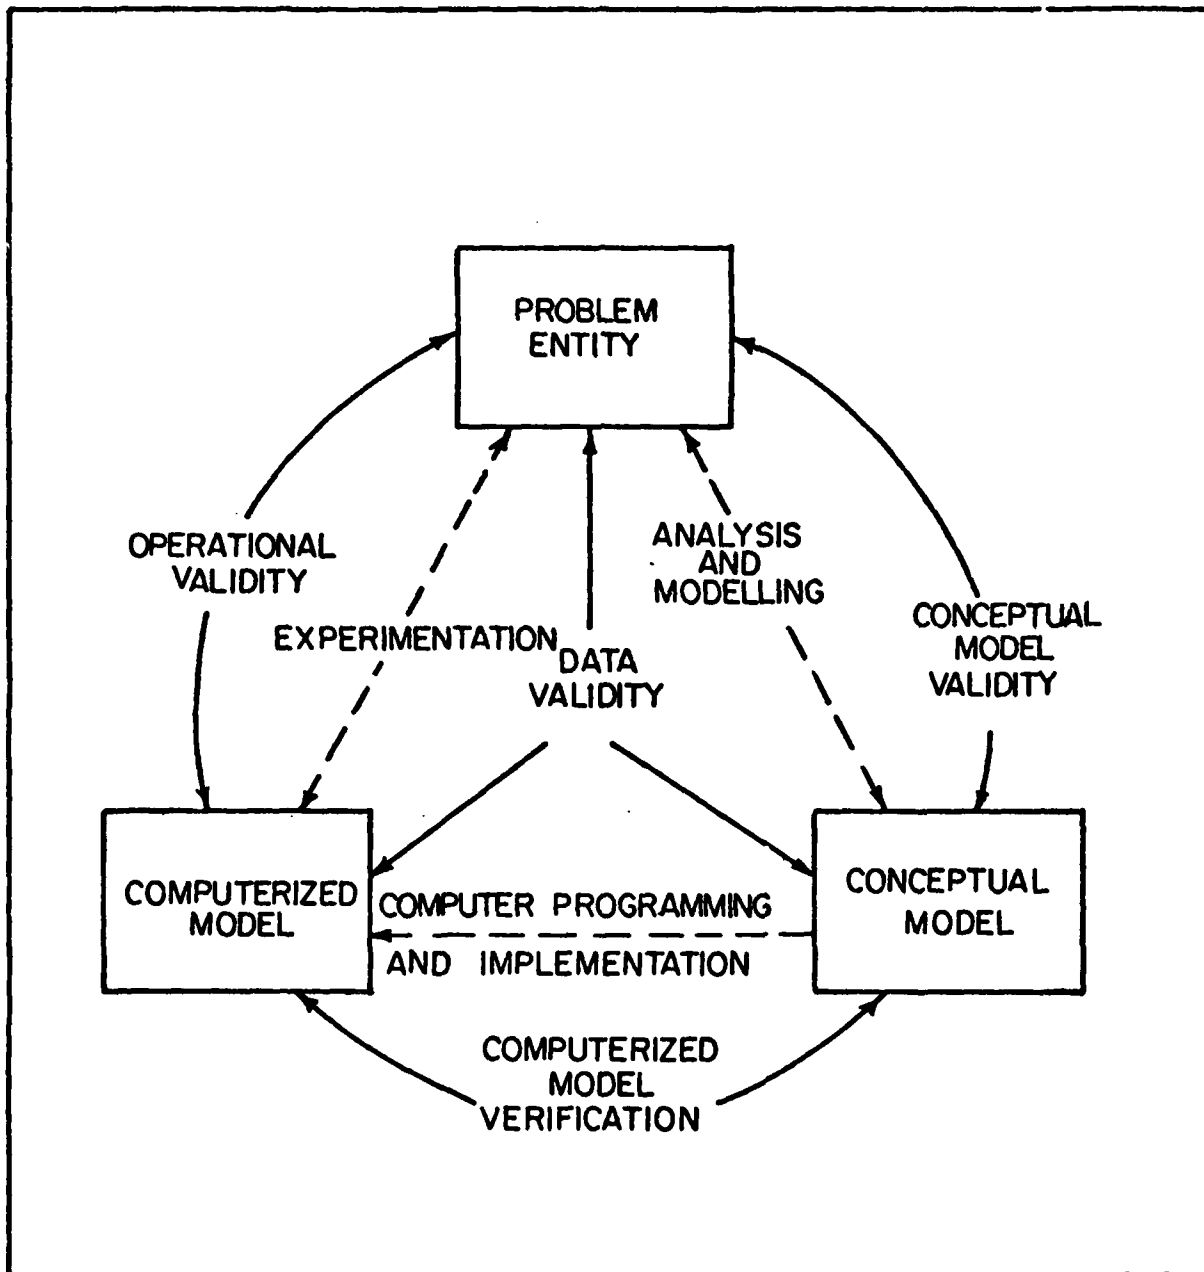 PROBLEM
ENTITY
OPERATIONAL
VALIDITY
ANALYSIS
AND
MODELLING
EXPERIMENTATION
DATA
VALIDITY
CONCEPTUAL
MODEL
VALIDITY
COMPUTERIZED
MODEL
COMPUTER PROGRAMMING
AND IMPLEMENTATION
CONCEPTUAL
MODEL
COMPUTERIZED
MODEL
VERIFICATION